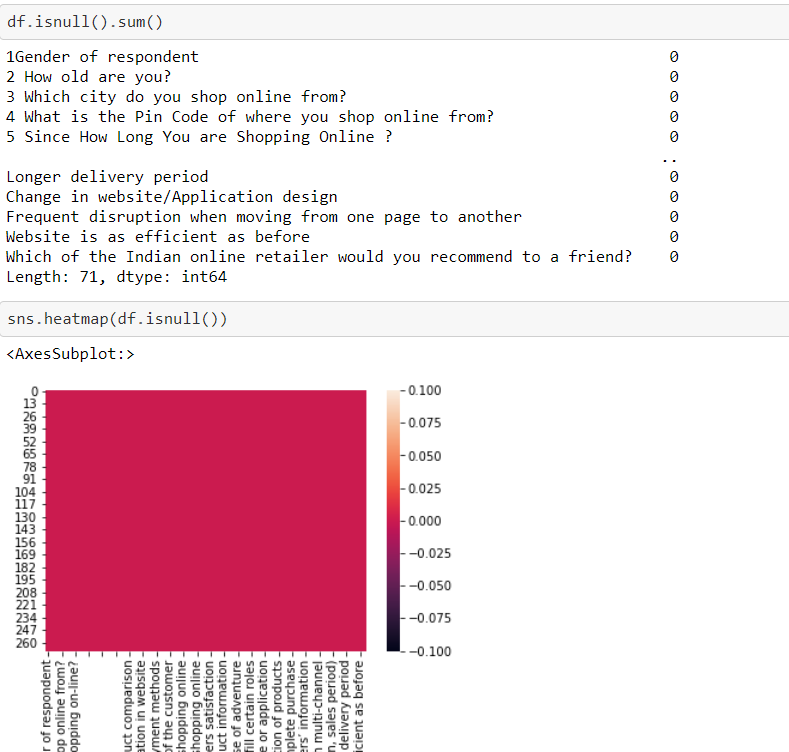 df.isnull().sum()
1Gender of respondent 0
2 How old are you? 0
3 Which city do you shop online from? 0
4 What is the Pin Code of where you shop online from? 0
5 Since How Long You are Shopping Online ? 0
..
Longer delivery period 0
Change in website/Application design 0
Frequent disruption when moving from one page to another 0
Website is as efficient as before 0
Which of the Indian online retailer would you recommend to a friend? 0
Length: 71, dtype: int64
sns.heatmap(df.isnull())
<AxesSubplot:>
0
13
26
39
52
65
78
91
104
117
130
143
156
169
182
195
208
221
234
247
260
0.100
0.075
0.050
0.025
0.000
−0.025
−0.050
−0.075
−0.100
r of respondent
op online from?
opping on-line?
uct comparison
ation in website
yment methods
of the customer
shopping online
shopping online
ers satisfaction
uct information
se of adventure
fill certain roles
e or application
ion of products
mplete purchase
ers' information
n multi-channel
n, sales period)
delivery period
icient as before